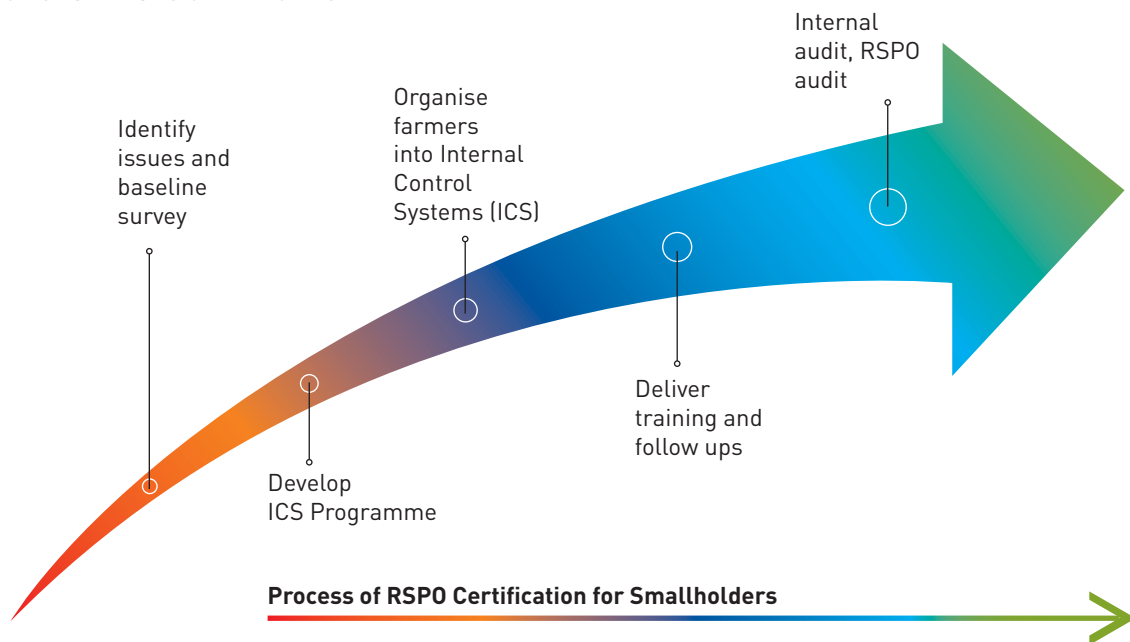 Identify
issues and
baseline
survey
Develop
ICS Programme
Organise
farmers
into Internal
Control
Systems (ICS)
Deliver
training and
follow ups
Internal
audit, RSPO
audit
Process of RSPO Certification for Smallholders